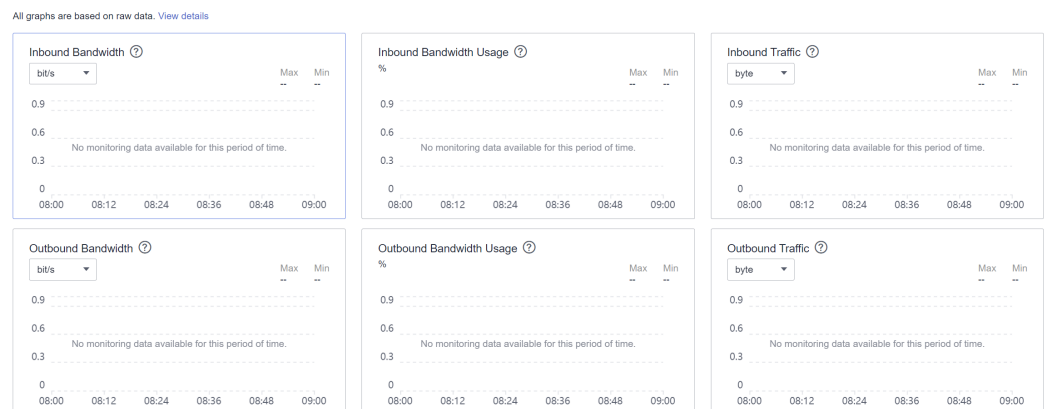 All graphs are based on raw data. View details
Inbound Bandwidth ?
bit/s
Max Min
-- --
0.9
0.6
No monitoring data available for this period of time.
0.3
0
08:00 08:12 08:24 08:36 08:48 09:00
Inbound Bandwidth Usage ?
%
Max Min
-- --
0.9
0.6
No monitoring data available for this period of time.
0.3
0
08:00 08:12 08:24 08:36 08:48 09:00
Inbound Traffic ?
byte
Max Min
-- --
0.9
0.6
No monitoring data available for this period of time.
0.3
0
08:00 08:12 08:24 08:36 08:48 09:00
Outbound Bandwidth ?
bit/s
Max Min
-- --
0.9
0.6
No monitoring data available for this period of time.
0.3
0
08:00 08:12 08:24 08:36 08:48 09:00
Outbound Bandwidth Usage ?
%
Max Min
-- --
0.9
0.6
No monitoring data available for this period of time.
0.3
0
08:00 08:12 08:24 08:36 08:48 09:00
Outbound Traffic ?
byte
Max Min
-- --
0.9
0.6
No monitoring data available for this period of time.
0.3
0
08:00 08:12 08:24 08:36 08:48 09:00